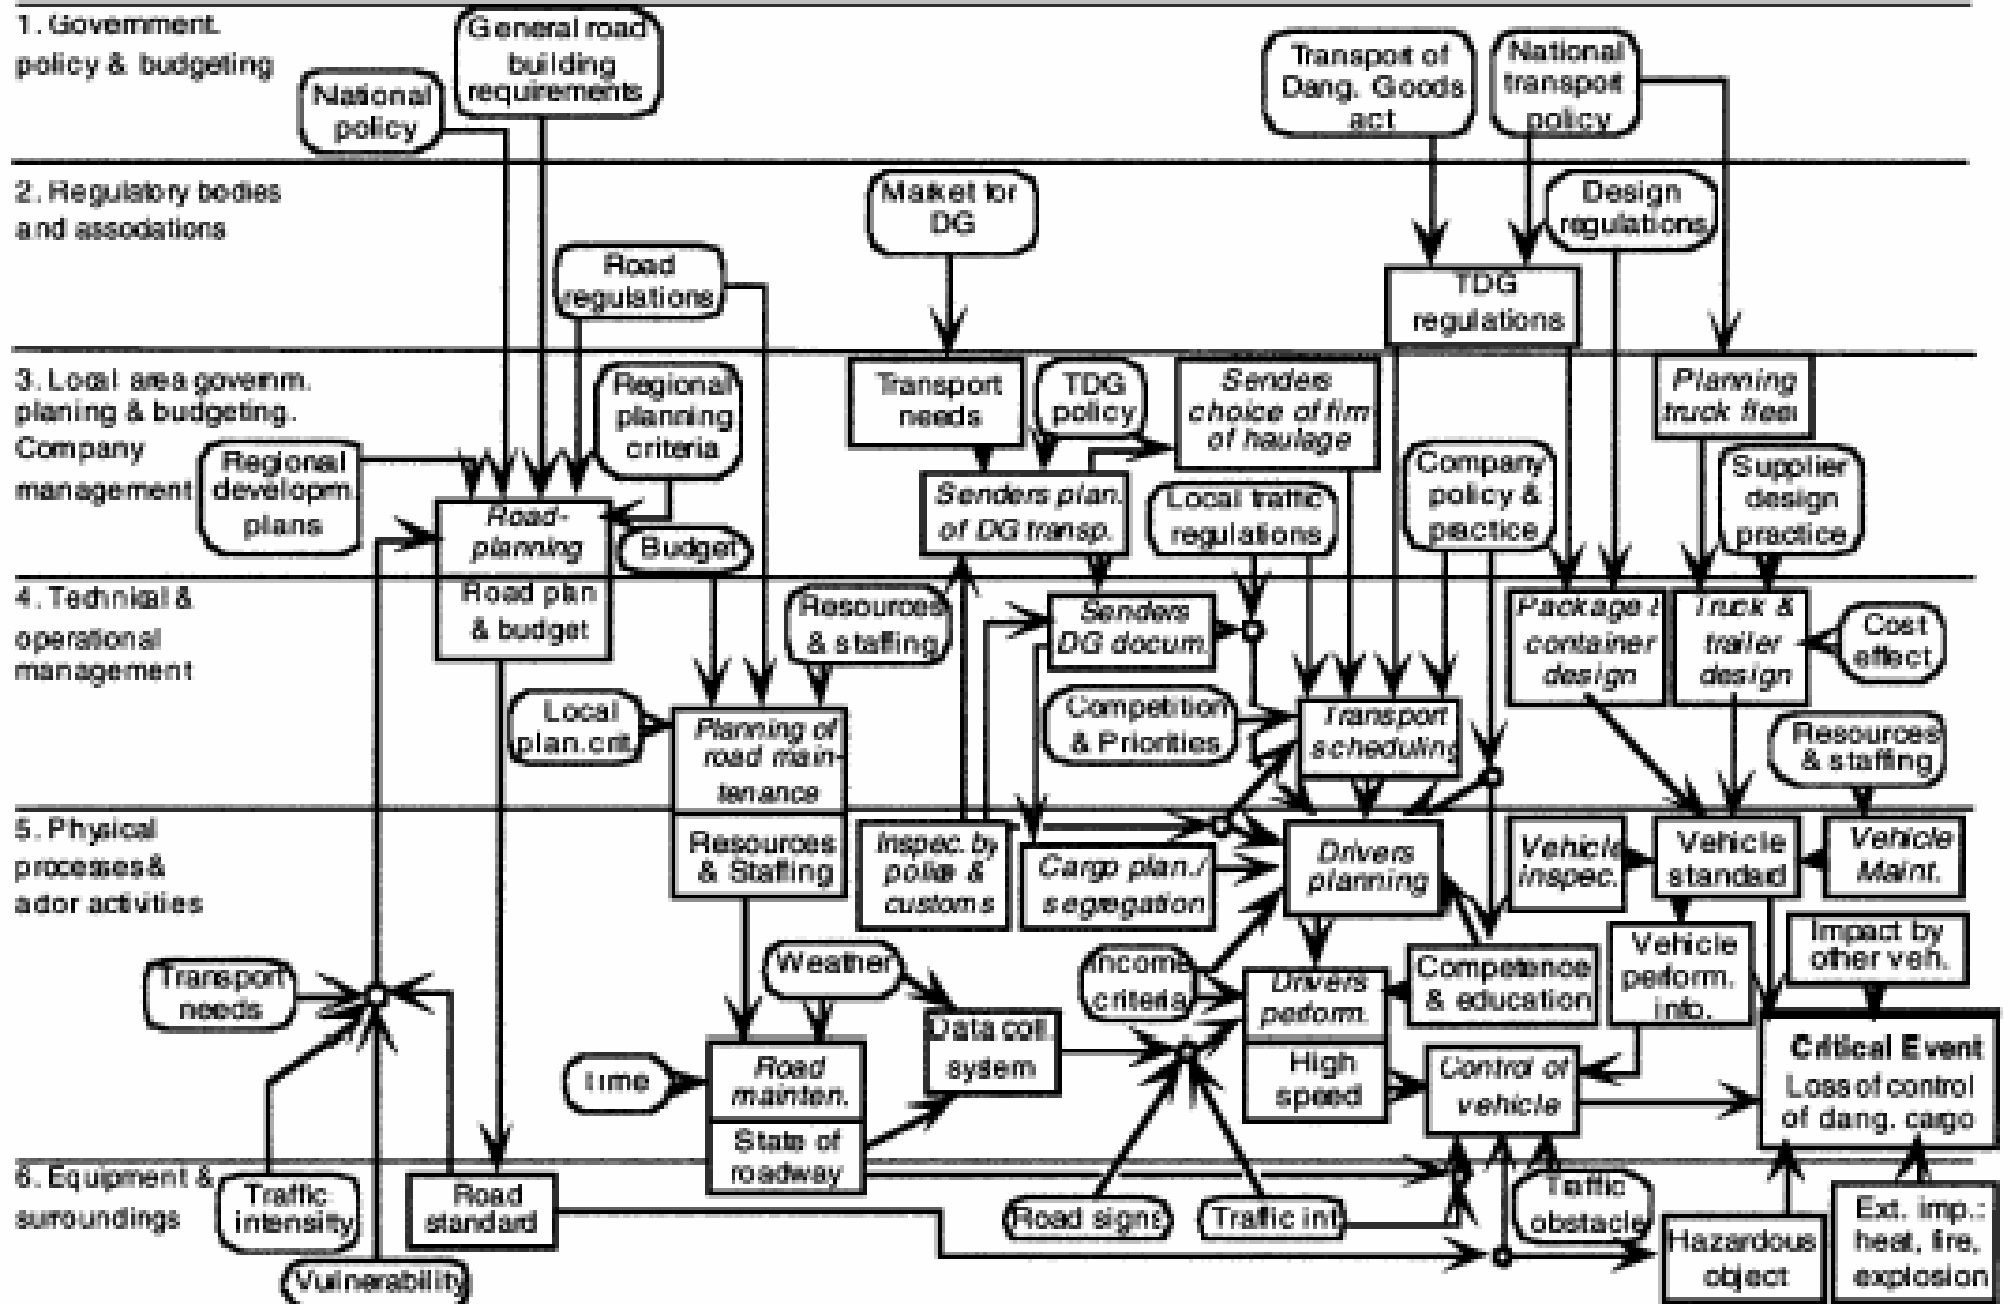 1. Government.
policy & budgeting
National
policy
General road
building
requirements
Transport of
Dang. Goods
act
National
transport
policy
2. Regulatory bodies
and assodations
Market for
DG
Design
regulations
Road
regulations
TDG
regulations
3. Local area governm.
planing & budgeting.
Company
management
Regional
developm.
plans
Regional
planning
criteria
Transport
needs
TDG
policy
Senders
choice of firm
of haulage
Planning
truck fleet
Road-
planning
Budget
Senders plan.
of DG transp.
Local traffic
regulations
Company
policy &
practice
Supplier
design
practice
4. Technical &
operational
management
Road plan
& budget
Resources
& staffing
Senders
DG docum.
Package &
container
design
Truck &
trailer
design
Cost
effect
Local
plan.crit.
Planning of
road main-
tenance
Competition
& Priorities
Transport
scheduling
Resources
& staffing
5. Physical
processes &
ador activities
Resources
& Staffing
Inspec. by
police &
customs
Cargo plan./
segregation
Drivers
planning
Vehicle
inspec.
Vehicle
standard
Vehicle
Maint.
Transport
needs
Weather
Data coll.
system
Income
criteria
Drivers
perform.
Competence
& education
Vehicle
perform.
info.
Impact by
other veh.
Time
Road
mainten.
High
speed
Control of
vehicle
Critical Event
Loss of control
of dang. cargo
State of
roadway
6. Equipment &
surroundings
Traffic
intensity
Road
standard
Road signs
Traffic int
Traffic
obstacle
Hazardous
object
Ext. imp.:
heat, fire,
explosion
Vulnerability